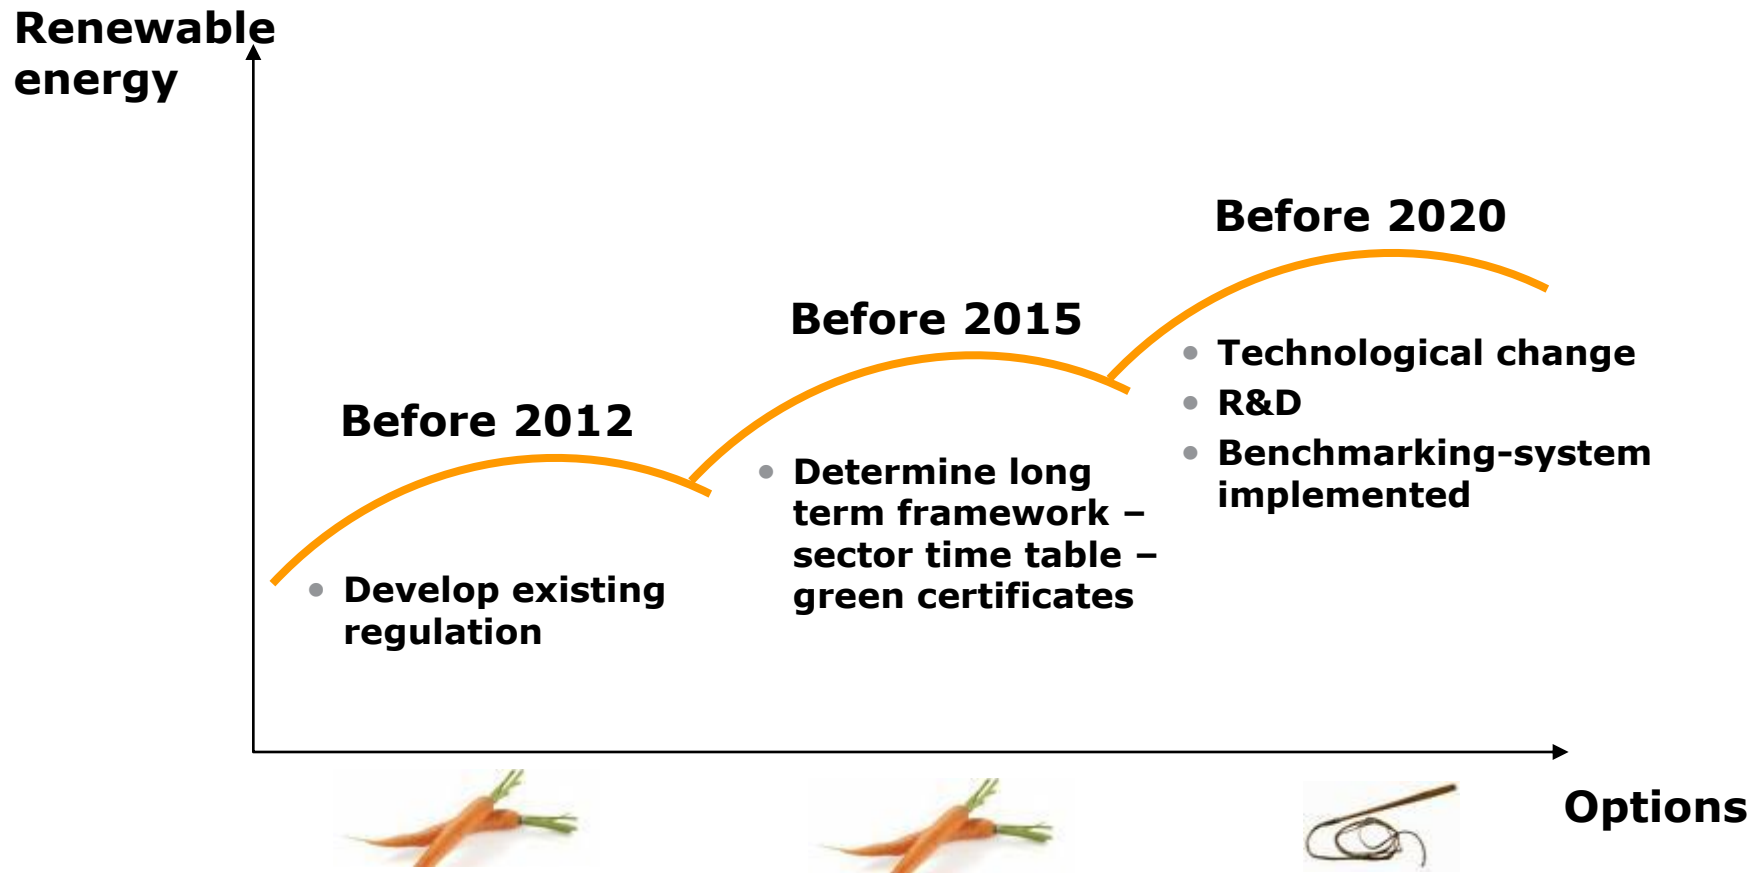 Renewable
energy
Before 2020
Before 2015
Before 2012
• Technological change
• R&D
• Benchmarking-system
implemented
• Determine long
term framework –
sector time table –
green certificates
• Develop existing
regulation
Options